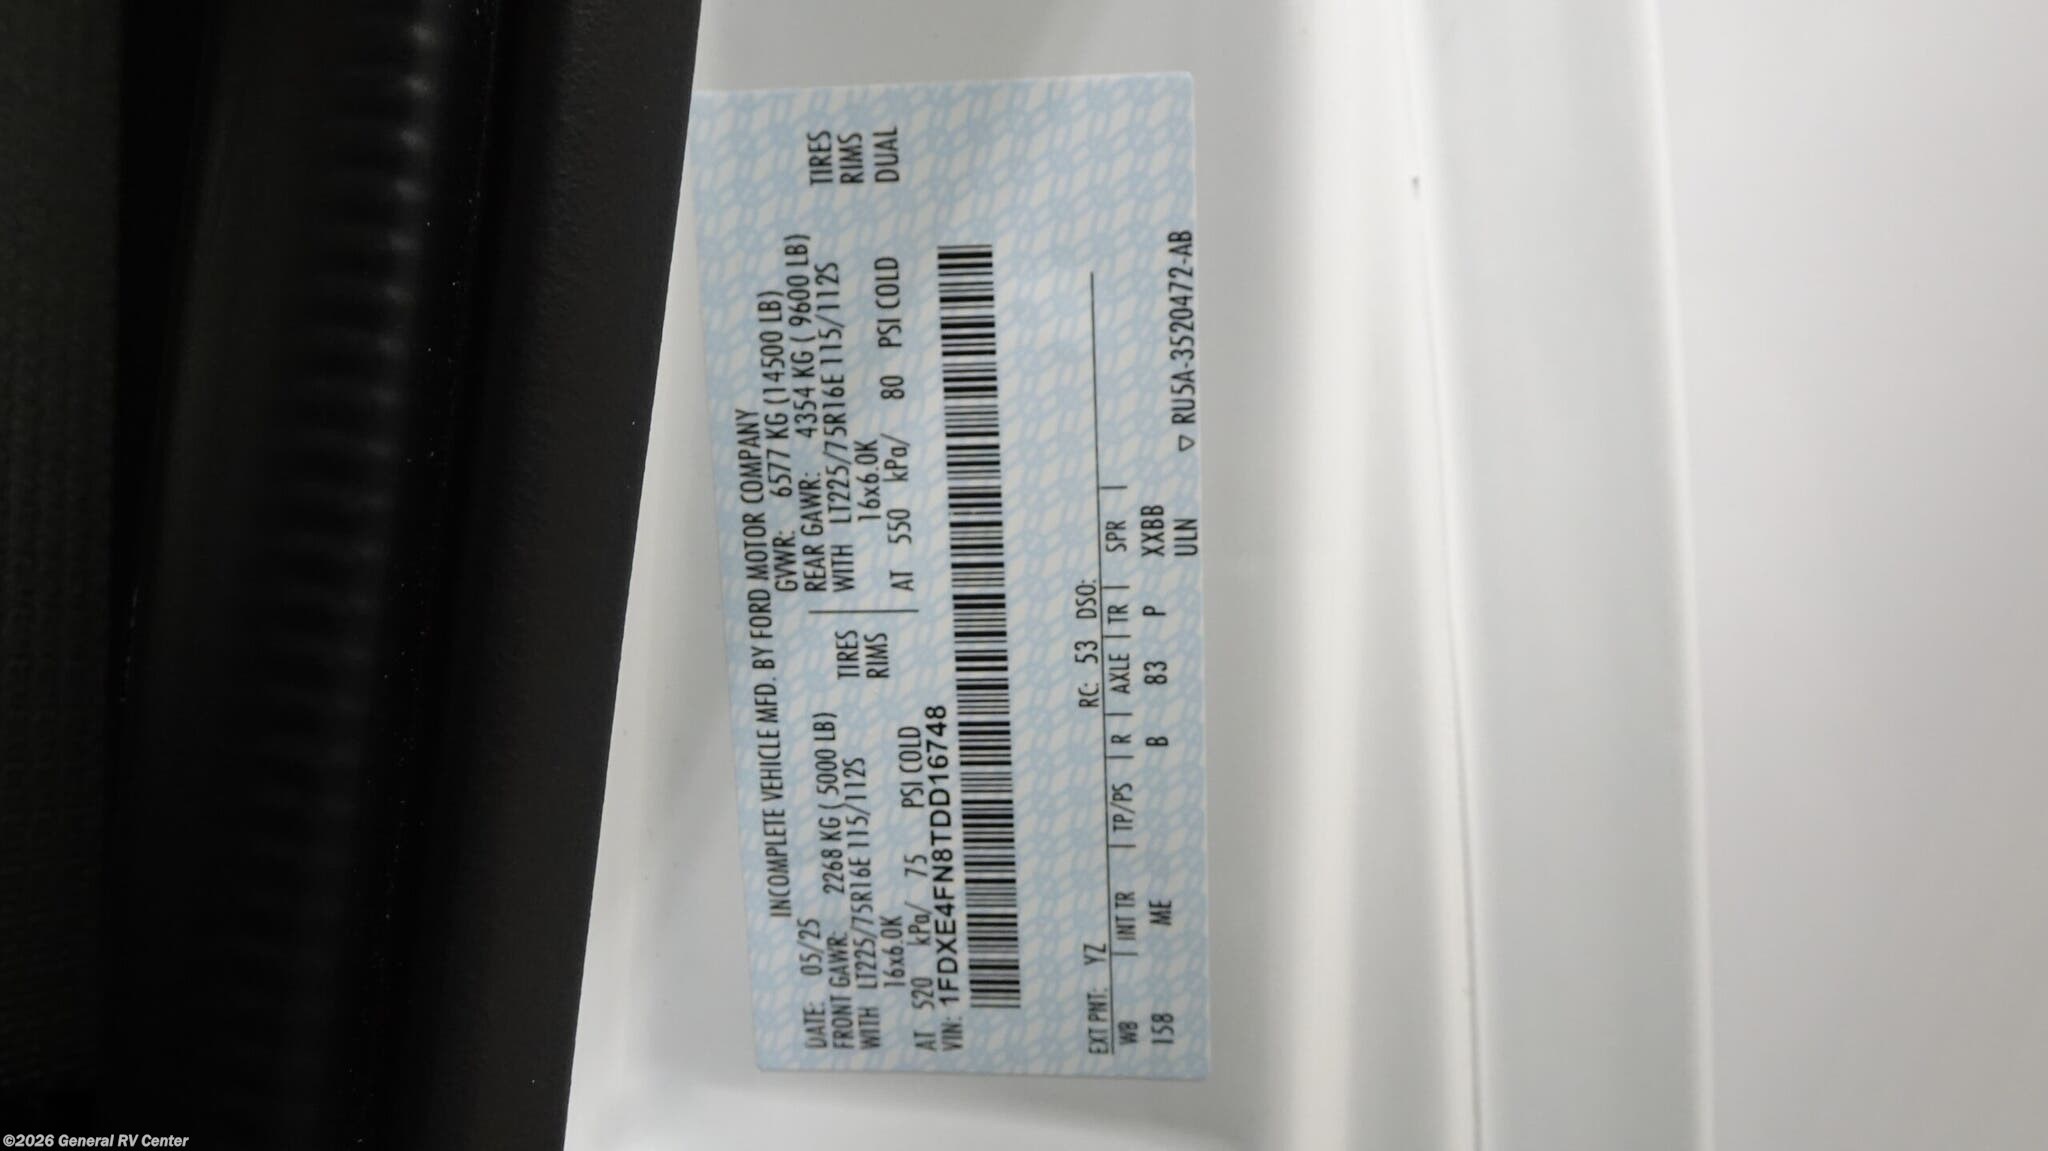 INCOMPLETE VEHICLE MFD. BY FORD MOTOR COMPANY
DATE: 05/25 GVWR: 6577 KG (14500 LB)
FRONT GAWR: 2268 KG ( 5000 LB) REAR GAWR: 4354 KG ( 9600 LB)
WITH LT225/75R16E 115/112S TIRES WITH LT225/75R16E 115/112S TIRES
16x6.0K RIMS 16x6.0K RIMS
AT 520 kPa/ 75 PSI COLD AT 550 kPa/ 80 PSI COLD DUAL
VIN: 1FDXE4FN8TDD16748
EXT PNT: YZ RC: 53 DSO:
WB | INT TR | TP/PS | R | AXLE | TR | SPR |
158 ME B 83 P XXBB
ULN ▽ RU5A-3520472-AB
©2026 General RV Center